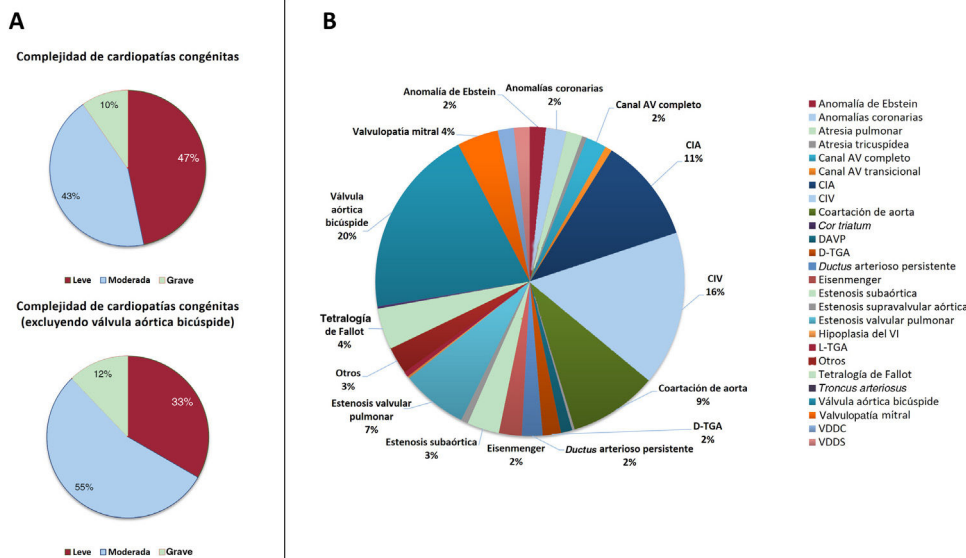 A
Complejidad de cardiopatías congénitas
10%
47%
43%
Leve Moderada Grave
Complejidad de cardiopatías congénitas
(excluyendo válvula aórtica bicúspide)
12%
33%
55%
Leve Moderada Grave
B
Anomalía de Ebstein
2%
Anomalías coronarias
2%
Canal AV completo
2%
CIA
11%
CIV
16%
Coartación de aorta
9%
D-TGA
2%
Ductus arterioso persistente
2%
Eisenmenger
2%
Estenosis subaórtica
3%
Estenosis valvular
pulmonar
7%
Otros
3%
Tetralogía
de Fallot
4%
Válvula
aórtica
bicúspide
20%
Valvulopatia mitral 4%
Anomalía de Ebstein
Anomalías coronarias
Atresia pulmonar
Atresia tricuspídea
Canal AV completo
Canal AV transicional
CIA
CIV
Coartación de aorta
Cor triatum
DAVP
D-TGA
Ductus arterioso persistente
Eisenmenger
Estenosis subaórtica
Estenosis supravalvular aórtica
Estenosis valvular pulmonar
Hipoplasia del VI
L-TGA
Otros
Tetralogía de Fallot
Troncus arteriosus
Válvula aórtica bicúspide
Valvulopatía mitral
VDDC
VDDS